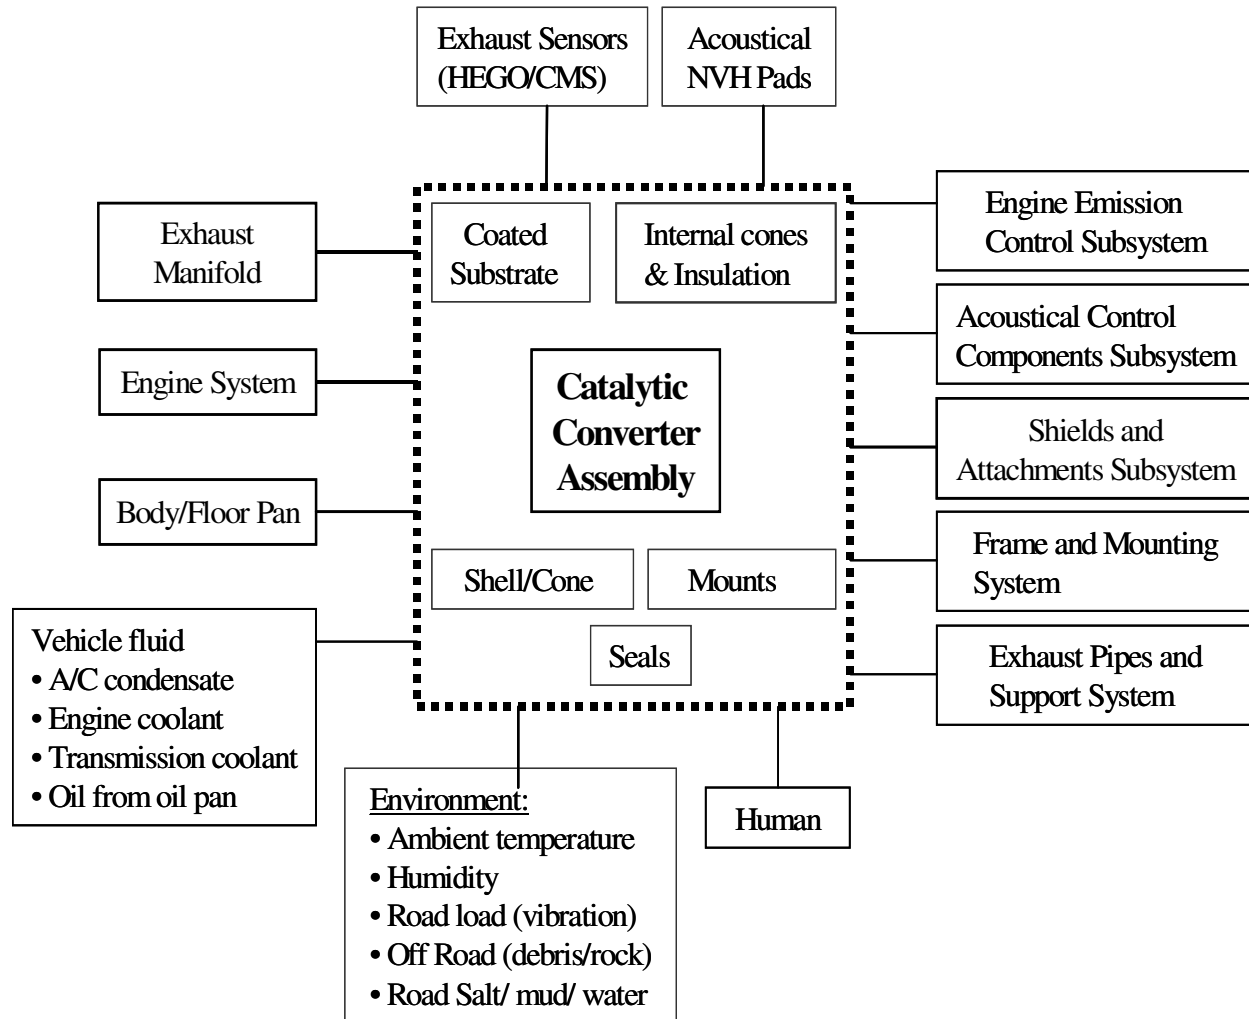 Exhaust Sensors
(HEGO/CMS)
Acoustical
NVH Pads
Exhaust
Manifold
Engine System
Body/Floor Pan
Vehicle fluid
• A/C condensate
• Engine coolant
• Transmission coolant
• Oil from oil pan
Coated
Substrate
Internal cones
& Insulation
Catalytic
Converter
Assembly
Shell/Cone
Mounts
Seals
Engine Emission
Control Subsystem
Acoustical Control
Components Subsystem
Shields and
Attachments Subsystem
Frame and Mounting
System
Exhaust Pipes and
Support System
Environment:
• Ambient temperature
• Humidity
• Road load (vibration)
• Off Road (debris/rock)
• Road Salt/ mud/ water
Human